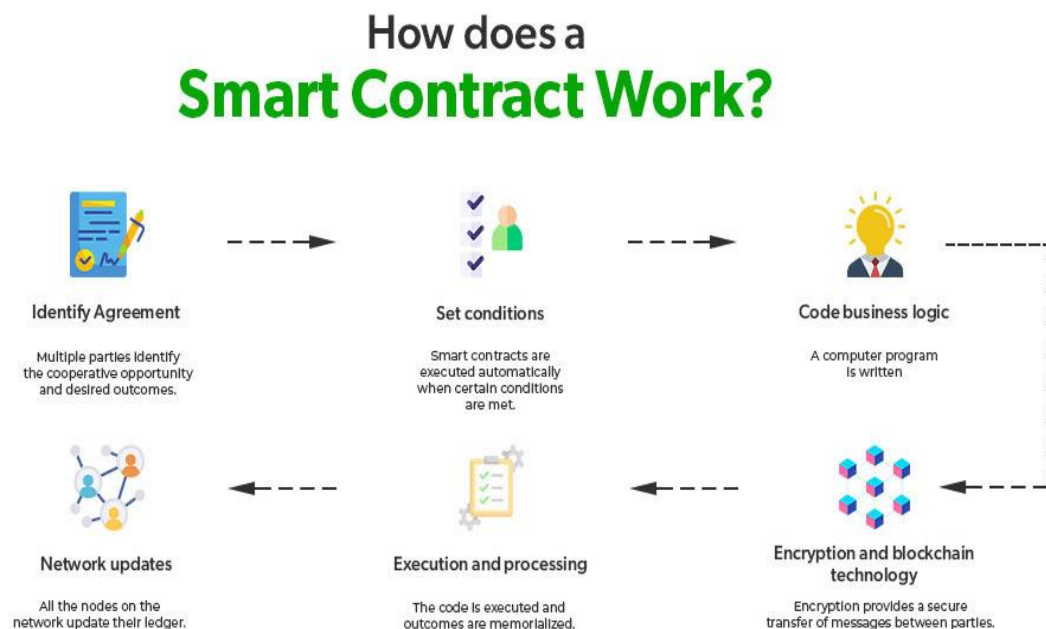 How does a
Smart Contract Work?
Identify Agreement
Multiple parties identify
the cooperative opportunity
and desired outcomes.
Set conditions
Smart contracts are
executed automatically
when certain conditions
are met.
Code business logic
A computer program
is written
Encryption and blockchain
technology
Encryption provides a secure
transfer of messages between parties.
Execution and processing
The code is executed and
outcomes are memorialized.
Network updates
All the nodes on the
network update their ledger.